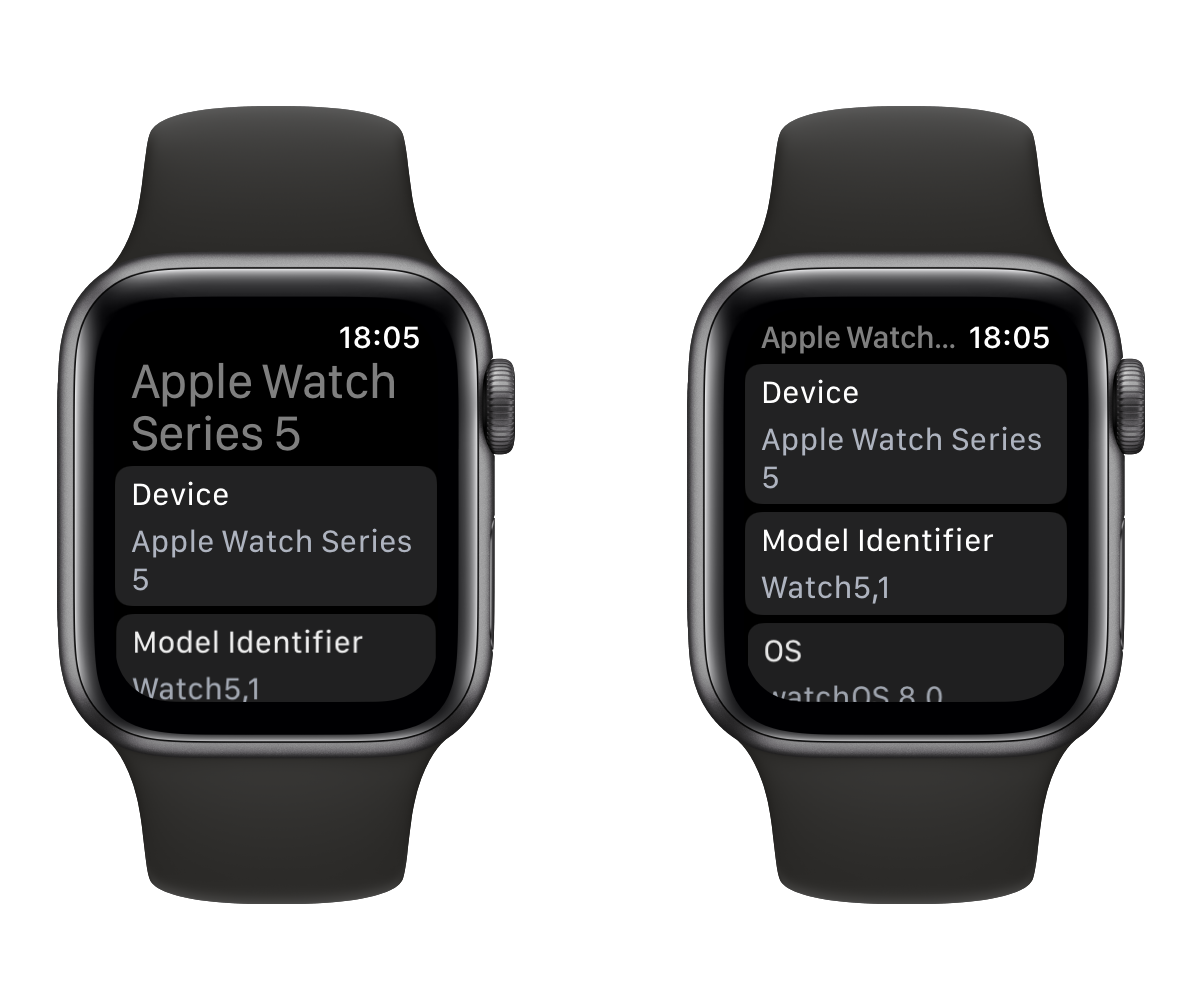 18:05
Apple Watch
Series 5
Device
Apple Watch Series
5
Model Identifier
Watch5,1
Apple Watch... 18:05
Device
Apple Watch Series
5
Model Identifier
Watch5,1
OS
watchOS 8.0